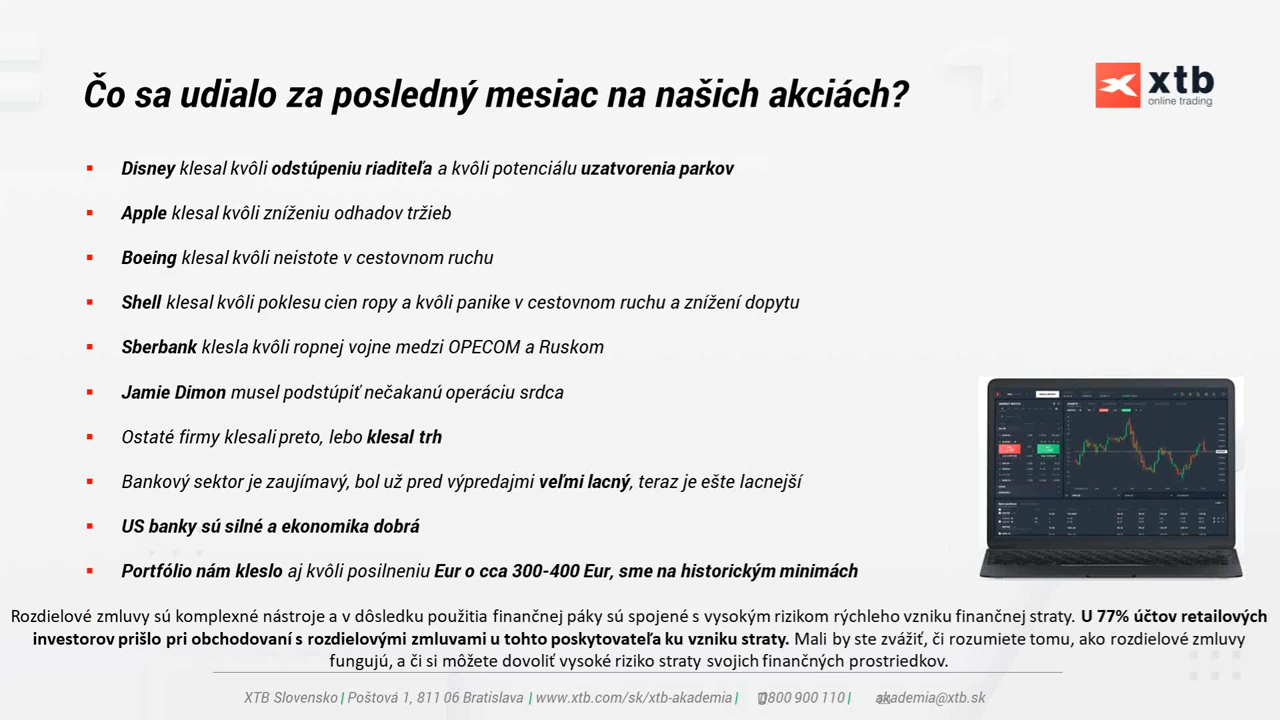 Čo sa udialo za posledný mesiac na našich akciách?
xtb
online trading
Disney klesal kvôli odstúpeniu riaditeľa a kvôli potenciálu uzatvorenia parkov
Apple klesal kvôli zníženiu odhadov tržieb
Boeing klesal kvôli neistote v cestovnom ruchu
Shell klesal kvôli poklesu cien ropy a kvôli panike v cestovnom ruchu a znížení dopytu
Sberbank klesla kvôli ropnej vojne medzi OPECOM a Ruskom
Jamie Dimon musel podstúpiť nečakanú operáciu srdca
Ostaté firmy klesali preto, lebo klesal trh
Bankový sektor je zaujímavý, bol už pred výpredajmi veľmi lacný, teraz je ešte lacnejší
US banky sú silné a ekonomika dobrá
Portfólio nám kleslo aj kvôli posilneniu Eur o cca 300-400 Eur, sme na historickým minimách
Rozdielové zmluvy sú komplexné nástroje a v dôsledku použitia finančnej páky sú spojené s vysokým rizikom rýchleho vzniku finančnej straty. U 77% účtov retailových
investorov prišlo pri obchodovaní s rozdielovými zmluvami u tohto poskytovateľa ku vzniku straty. Mali by ste zvážiť, či rozumiete tomu, ako rozdielové zmluvy
fungujú, a či si môžete dovoliť vysoké riziko straty svojich finančných prostriedkov.
XTB Slovensko | Poštová 1, 811 06 Bratislava | www.xtb.com/sk/xtb-akademia | 0800 900 110 | akademia@xtb.sk